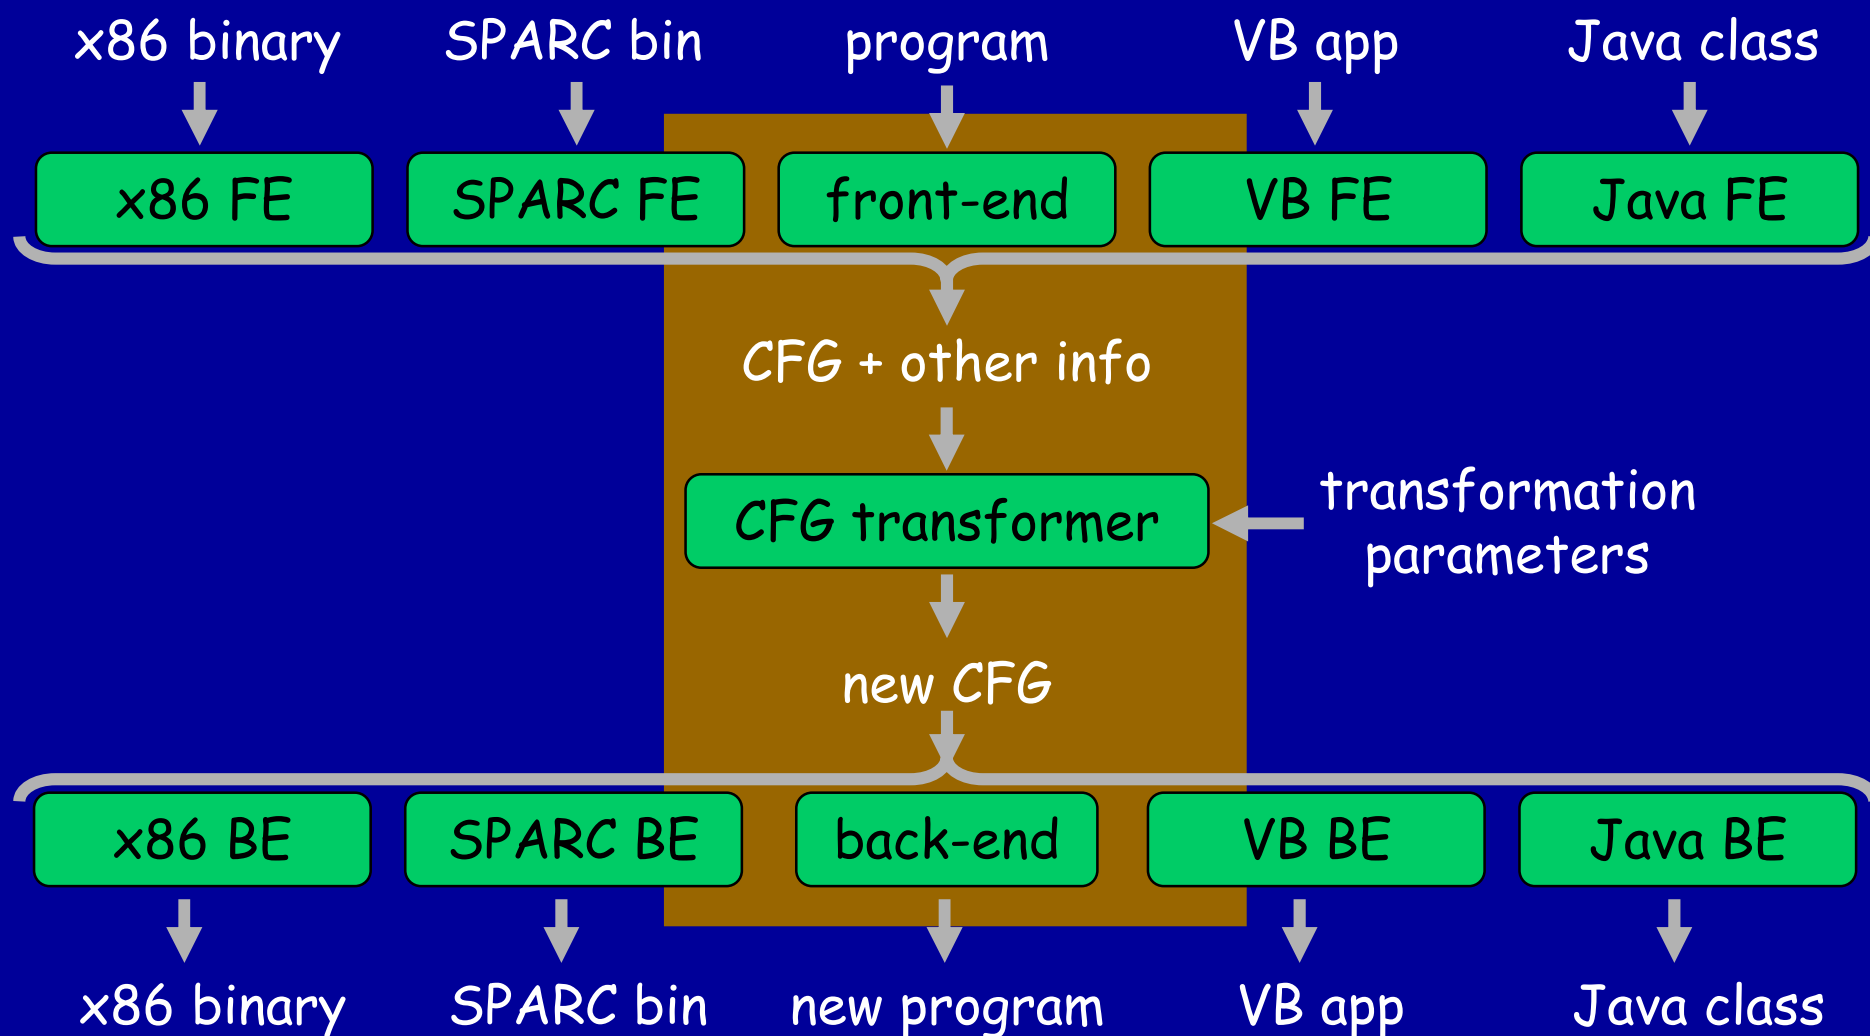 x86 binary
SPARC bin
program
VB app
Java class
x86 FE
SPARC FE
front-end
VB FE
Java FE
CFG + other info
CFG transformer
transformation
parameters
new CFG
x86 BE
SPARC BE
back-end
VB BE
Java BE
x86 binary
SPARC bin
new program
VB app
Java class